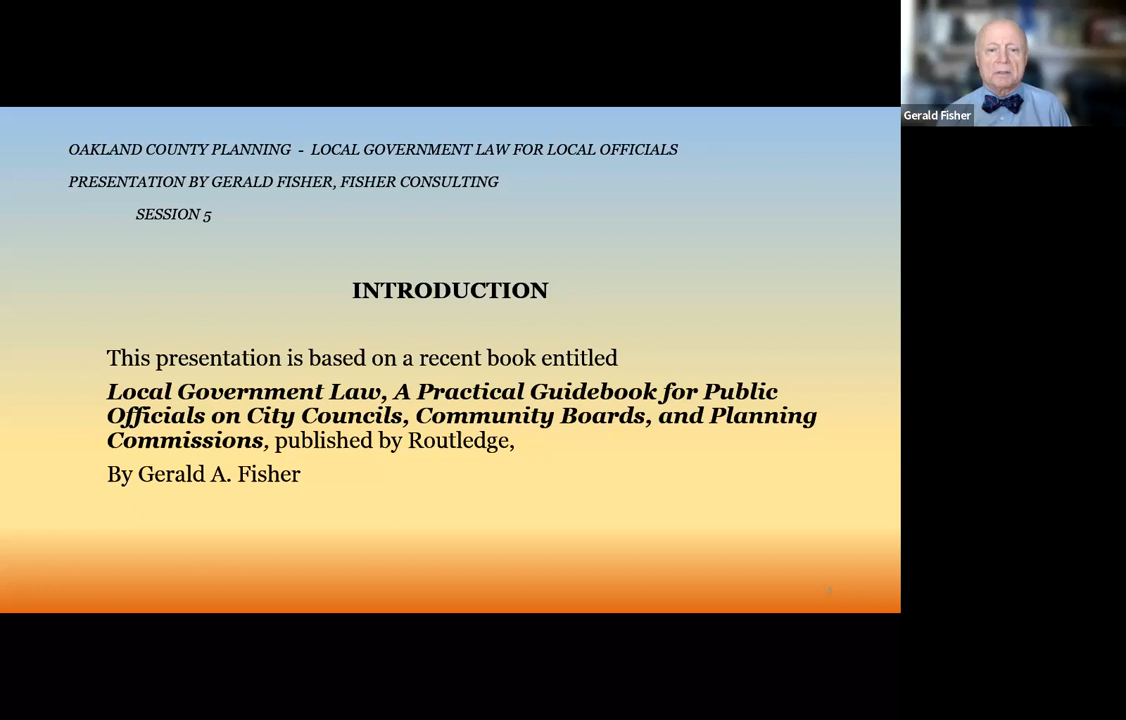 OAKLAND COUNTY PLANNING - LOCAL GOVERNMENT LAW FOR LOCAL OFFICIALS
PRESENTATION BY GERALD FISHER, FISHER CONSULTING
SESSION 5
INTRODUCTION
This presentation is based on a recent book entitled
Local Government Law, A Practical Guidebook for Public
Officials on City Councils, Community Boards, and Planning
Commissions, published by Routledge,
By Gerald A. Fisher
Gerald Fisher